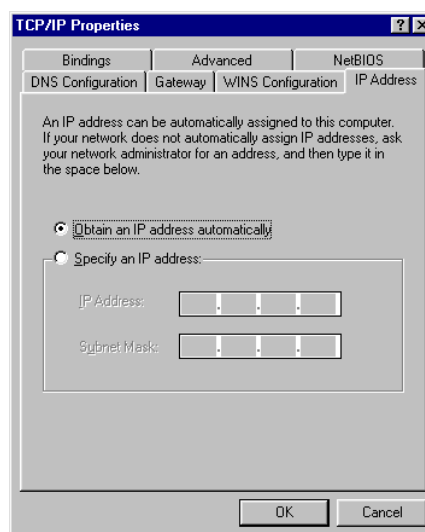 TCP/IP Properties
Bindings Advanced NetBIOS
DNS Configuration Gateway WINS Configuration IP Address
An IP address can be automatically assigned to this computer.
If your network does not automatically assign IP addresses, ask
your network administrator for an address, and then type it in
the space below.
Obtain an IP address automatically
Specify an IP address:
IP Address:
Subnet Mask:
OK Cancel